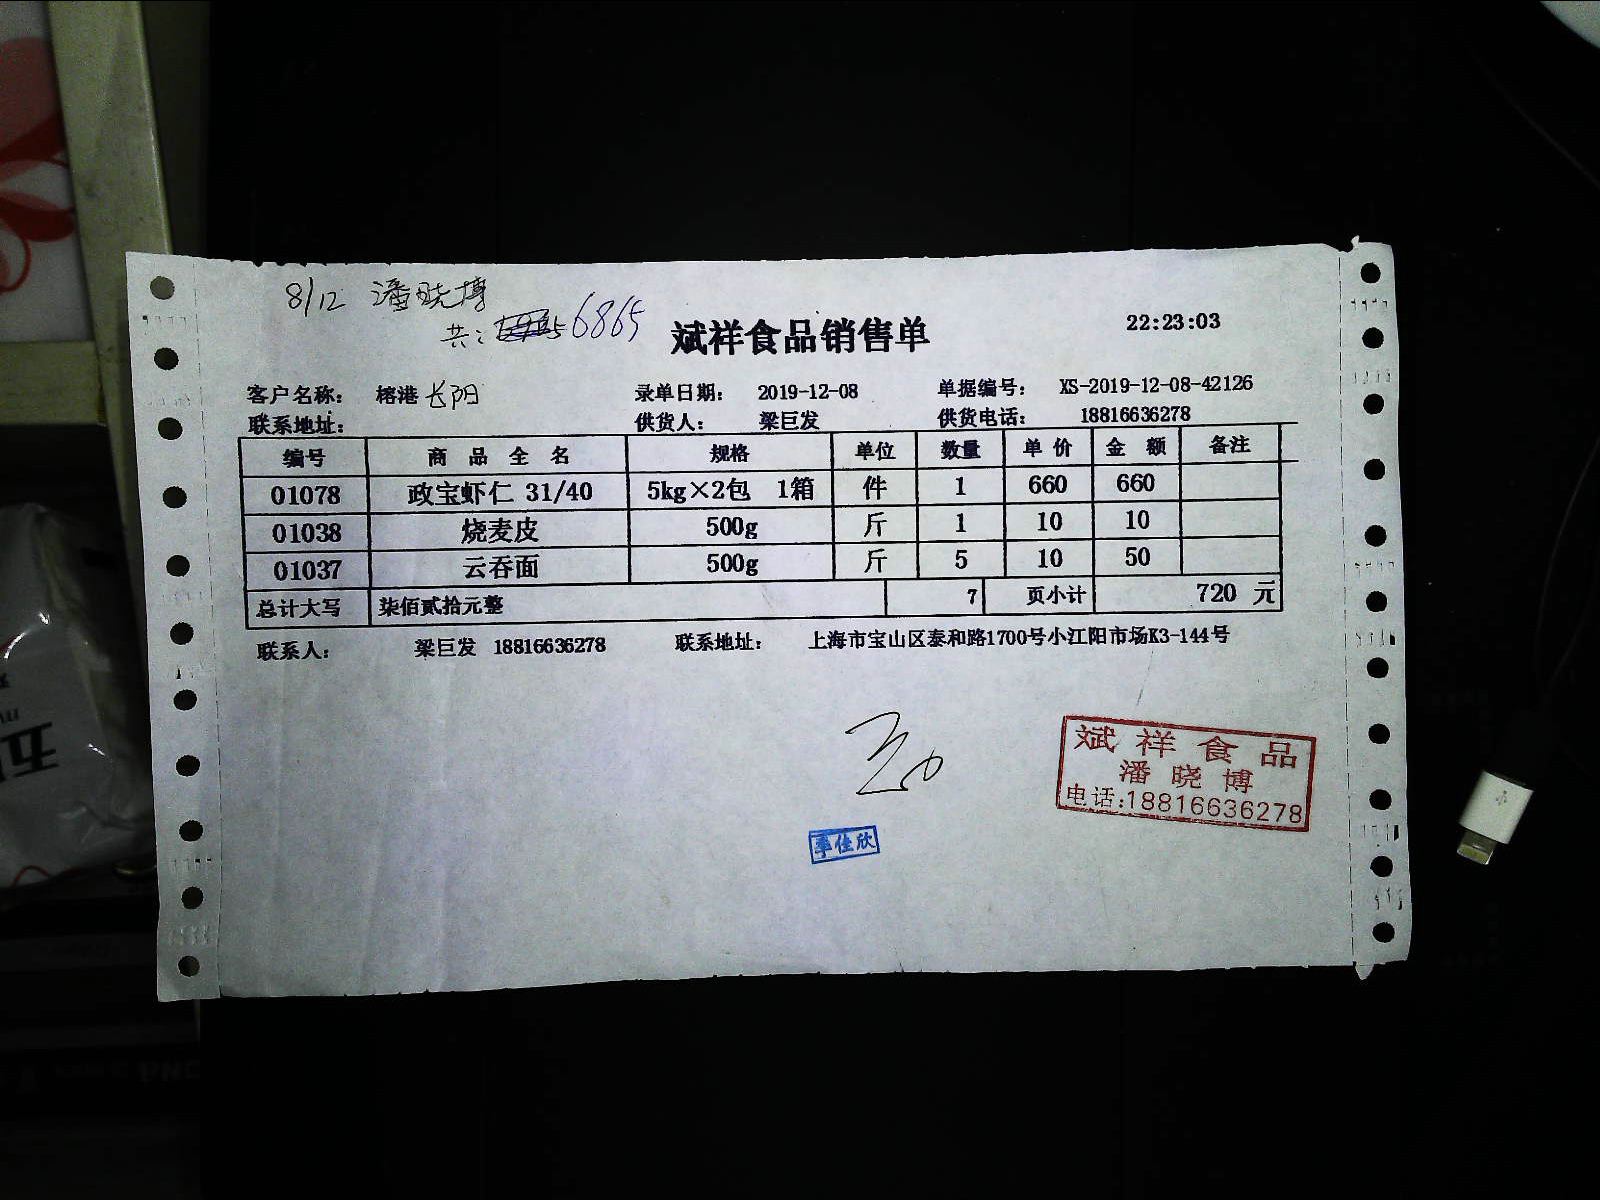 8/12 潘晓博
共: 6865
斌祥食品销售单
22:23:03
客户名称: 榕港 长阳 录单日期: 2019-12-08 单据编号: XS-2019-12-08-42126
联系地址: 供货人: 梁巨发 供货电话: 18816636278
编号 商 品 全 名 规格 单位 数量 单 价 金 额 备注
01078 政宝虾仁 31/40 5kg×2包 1箱 件 1 660 660
01038 烧麦皮 500g 斤 1 10 10
01037 云吞面 500g 斤 5 10 50
总计大写 柒佰贰拾元整 7 页小计 720 元
联系人: 梁巨发 18816636278 联系地址: 上海市宝山区泰和路1700号小江阳市场K3-144号
斌祥食品
潘晓博
电话:18816636278
季佳欣
五